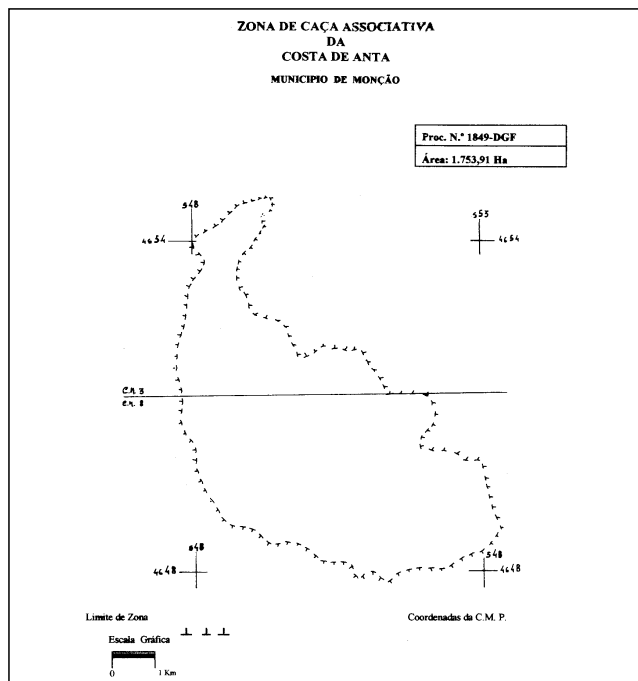 ZONA DE CAÇA ASSOCIATIVA
DA
COSTA DE ANTA
MUNICIPIO DE MONÇÃO
Proc. N.º 1849-DGF
Área: 1.753,91 Ha
548
4654
553
4654
C.M. 3
C.M. 8
548
4648
548
4648
Limite de Zona
Coordenadas da C.M. P.
Escala Gráfica
0 1 Km